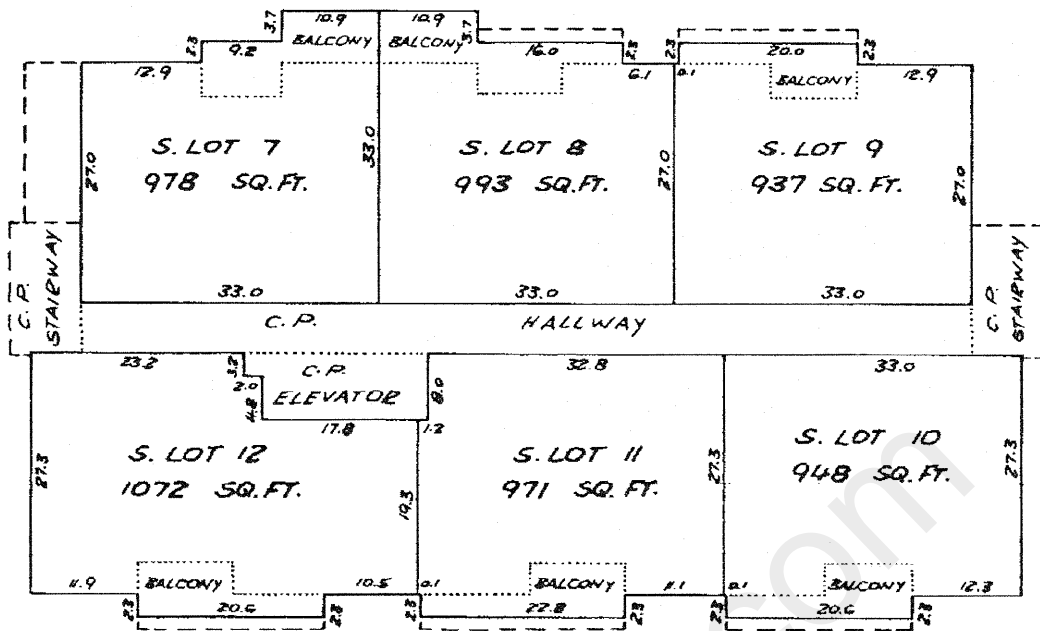 3.7 10.9 10.9 3.7
2.3 9.2 BALCONY BALCONY 16.0 2.3 2.3 20.0 2.3
12.9 6.1 0.1 BALCONY 12.9
S. LOT 7 S. LOT 8 S. LOT 9
978 SQ.FT. 993 SQ.FT. 937 SQ.FT.
27.0 33.0 27.0 27.0
33.0 33.0 33.0
C.P. STAIRWAY
C.P. HALLWAY
C.P. STAIRWAY
23.2 3.2 C.P. 32.8 33.0
2.0 ELEVATOR 8.0
4.8 17.8 1.2
S. LOT 12 S. LOT 11 S. LOT 10
1072 SQ.FT. 971 SQ.FT. 948 SQ.FT.
27.3 19.3 27.3 27.3
11.9 BALCONY 10.5 0.1 BALCONY 11.1 0.1 BALCONY 12.3
2.3 20.6 2.3 2.3 22.8 2.3 2.3 20.6 2.3
com